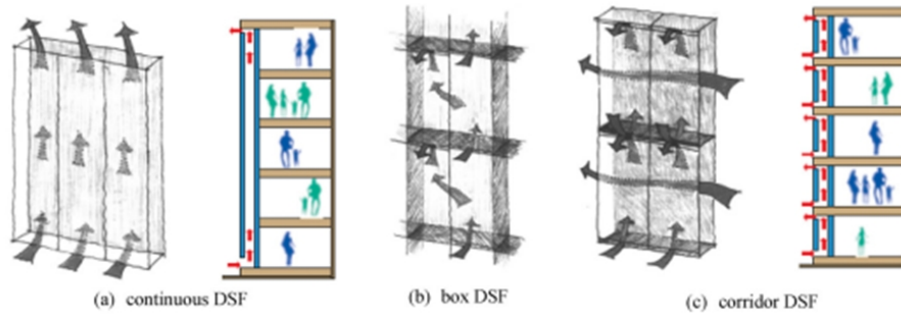 (a) continuous DSF
(b) box DSF
(c) corridor DSF